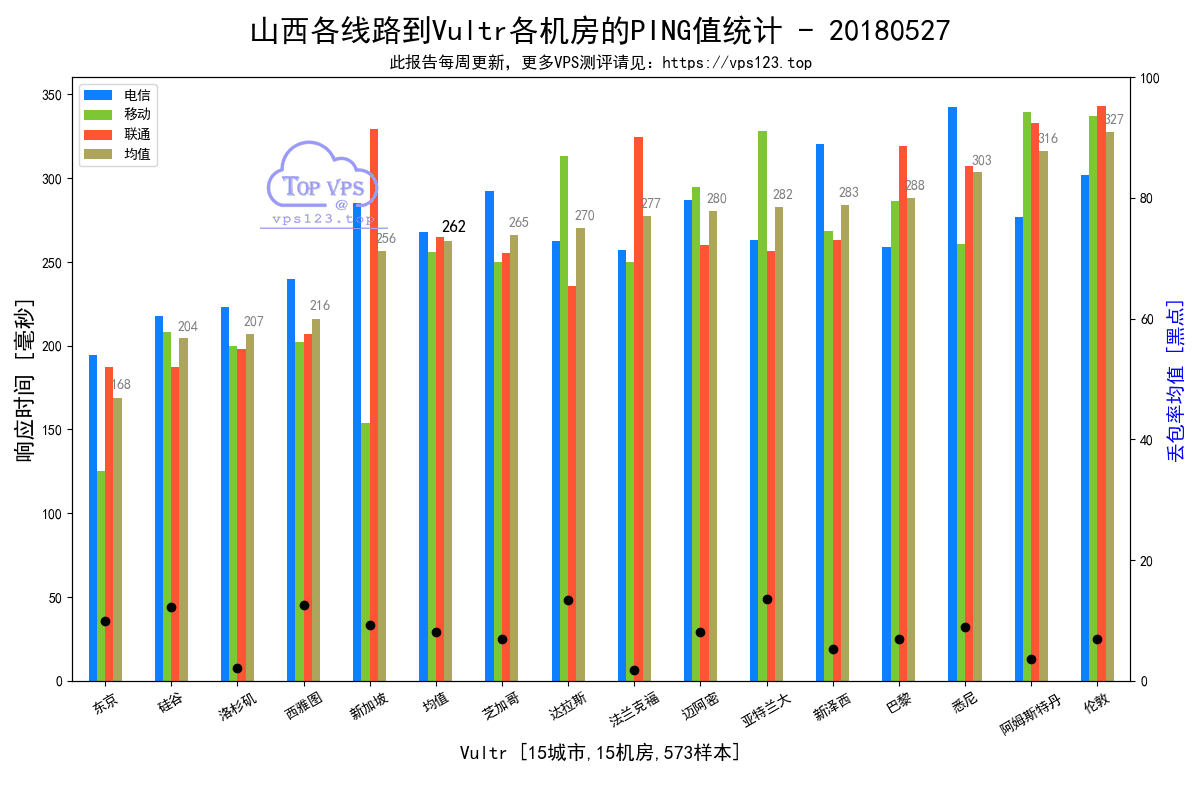 山西各线路到Vultr各机房的PING值统计 - 20180527
此报告每周更新，更多VPS测评请见：https://vps123.top
电信
移动
联通
均值
TOP VPS
@
vps123.top
响应时间 [毫秒]
350
300
250
200
150
100
50
0
168
204
207
216
256
262
265
270
277
280
282
283
288
303
316
327
100
80
60
40
20
0
丢包率均值 [黑点]
东京
硅谷
洛杉矶
西雅图
新加坡
均值
芝加哥
达拉斯
法兰克福
迈阿密
亚特兰大
新泽西
巴黎
悉尼
阿姆斯特丹
伦敦
Vultr [15城市,15机房,573样本]